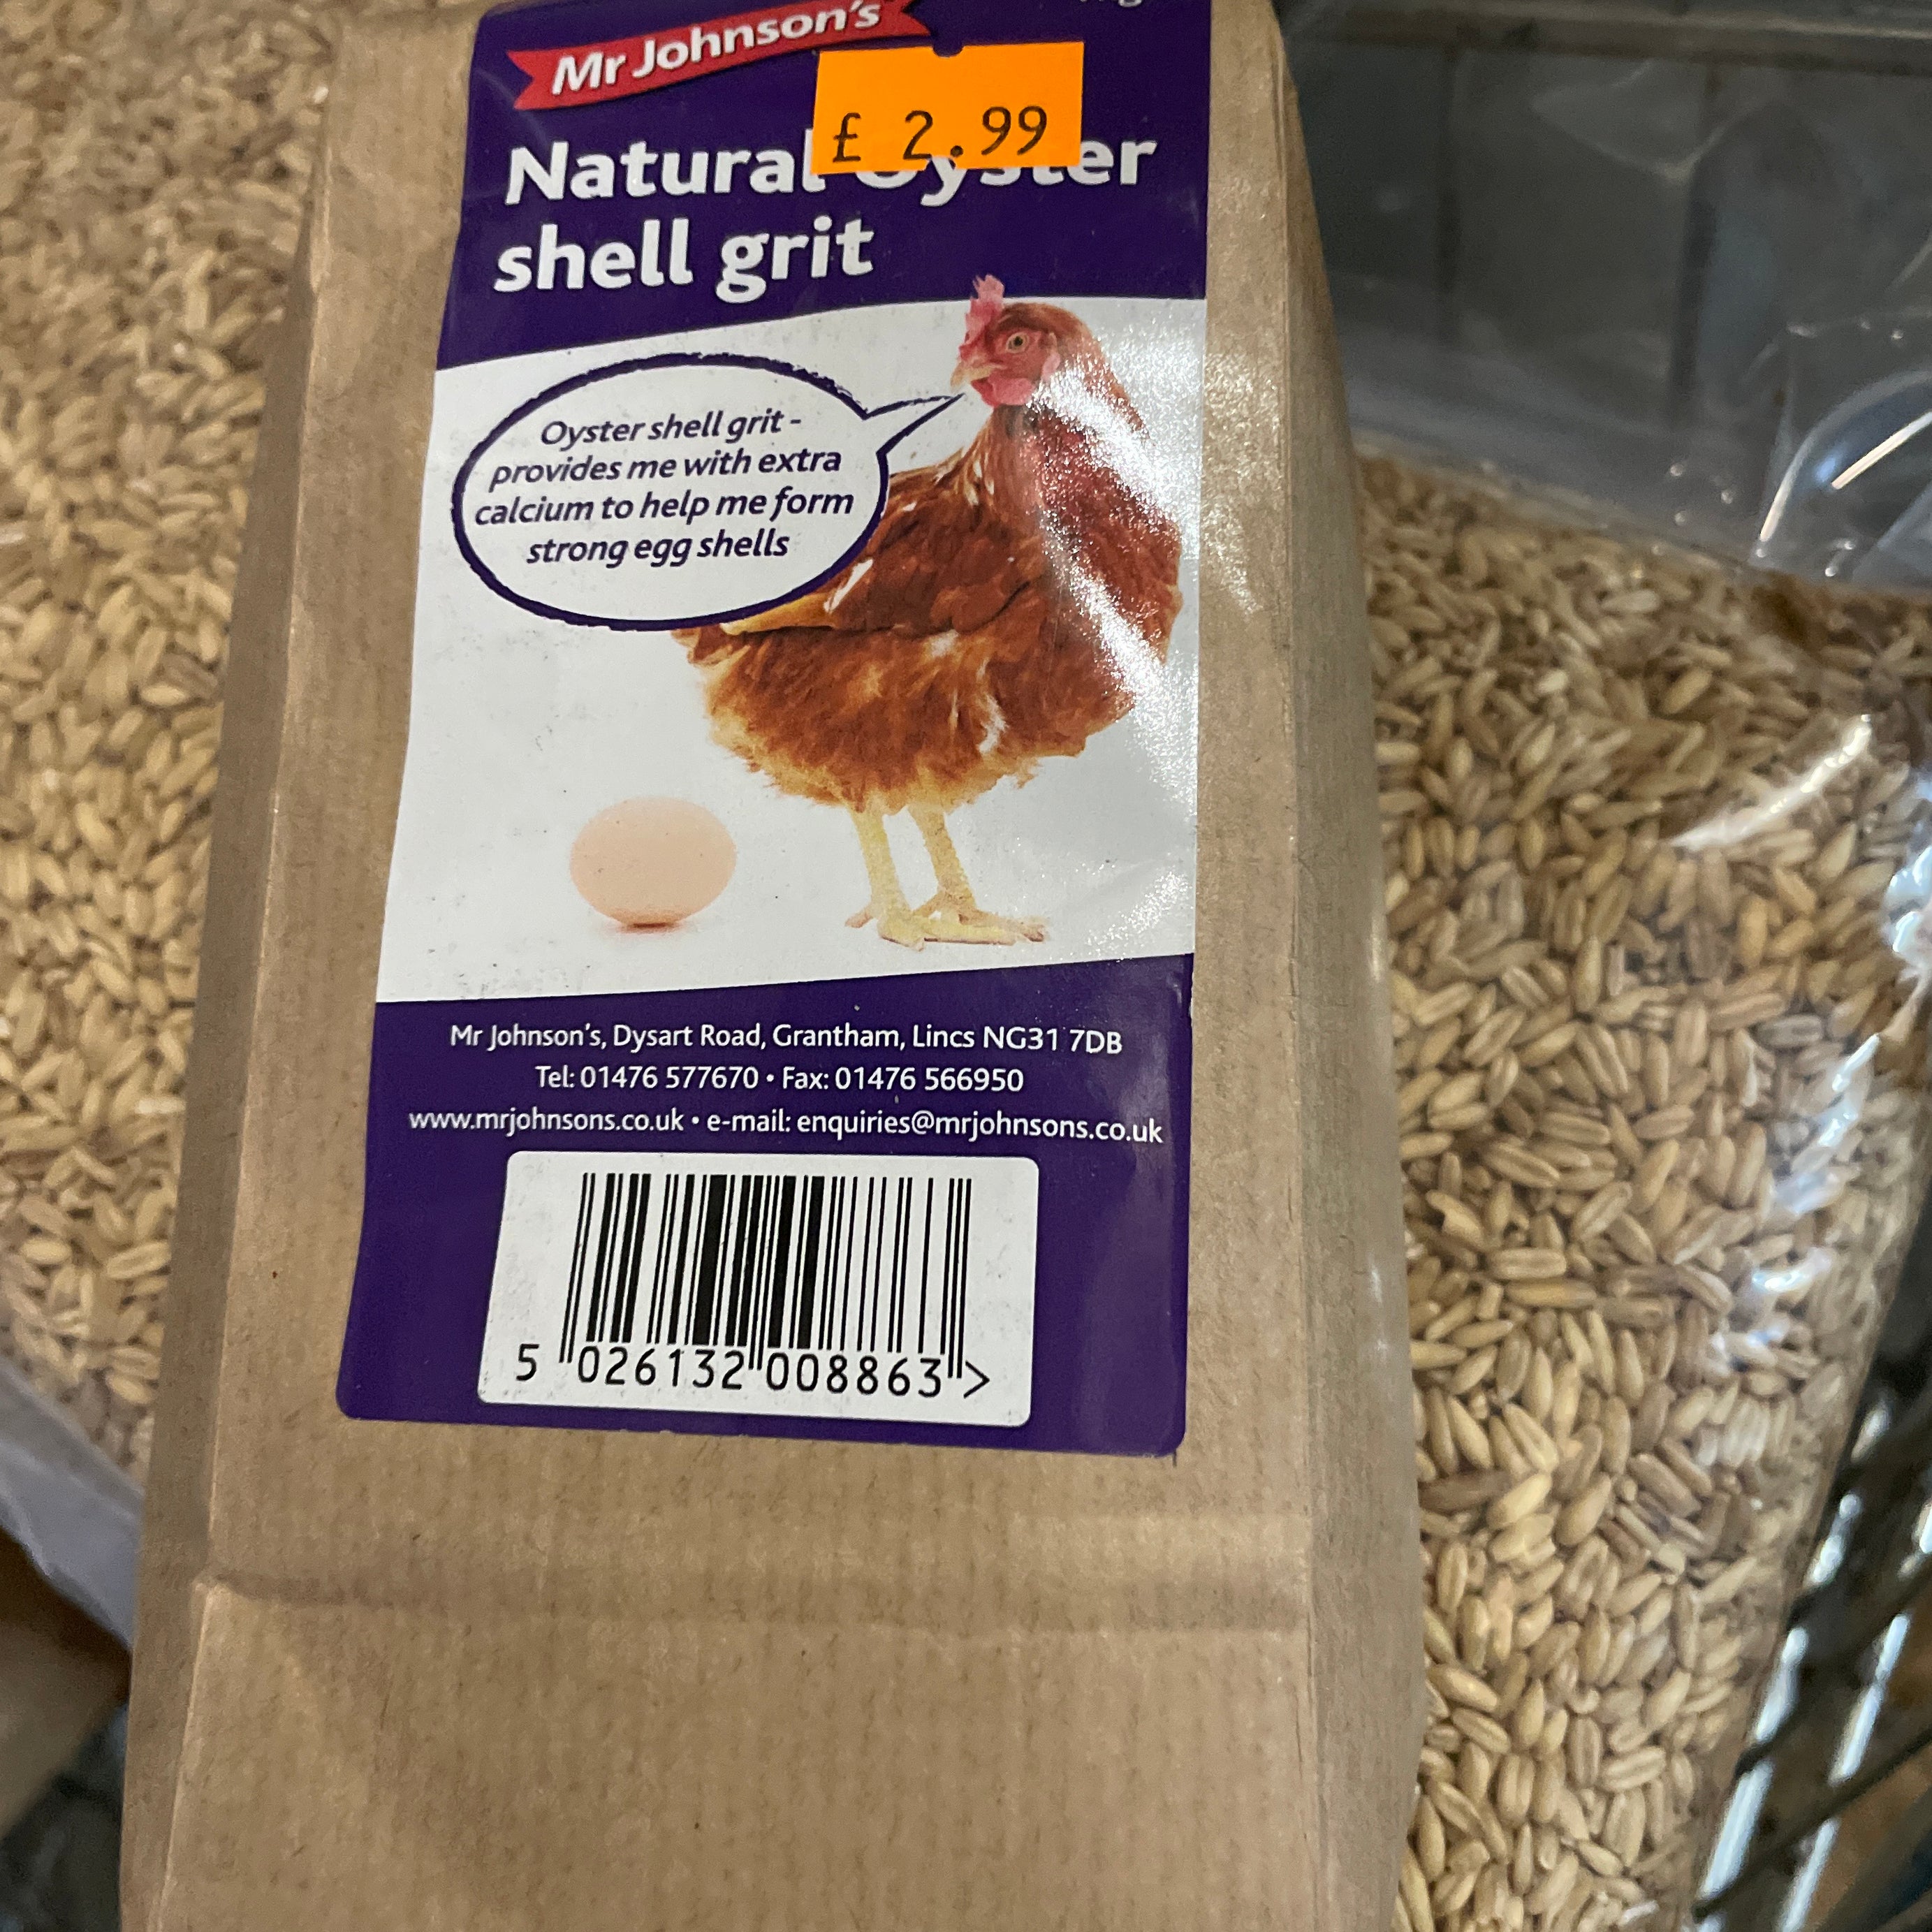 Mr Johnson's
£ 2.99
Natural Oyster
shell grit
Oyster shell grit -
provides me with extra
calcium to help me form
strong egg shells
Mr Johnson's, Dysart Road, Grantham, Lincs NG31 7DB
Tel: 01476 577670 • Fax: 01476 566950
www.mrjohnsons.co.uk • e-mail: enquiries@mrjohnsons.co.uk
5 026132 008863 >